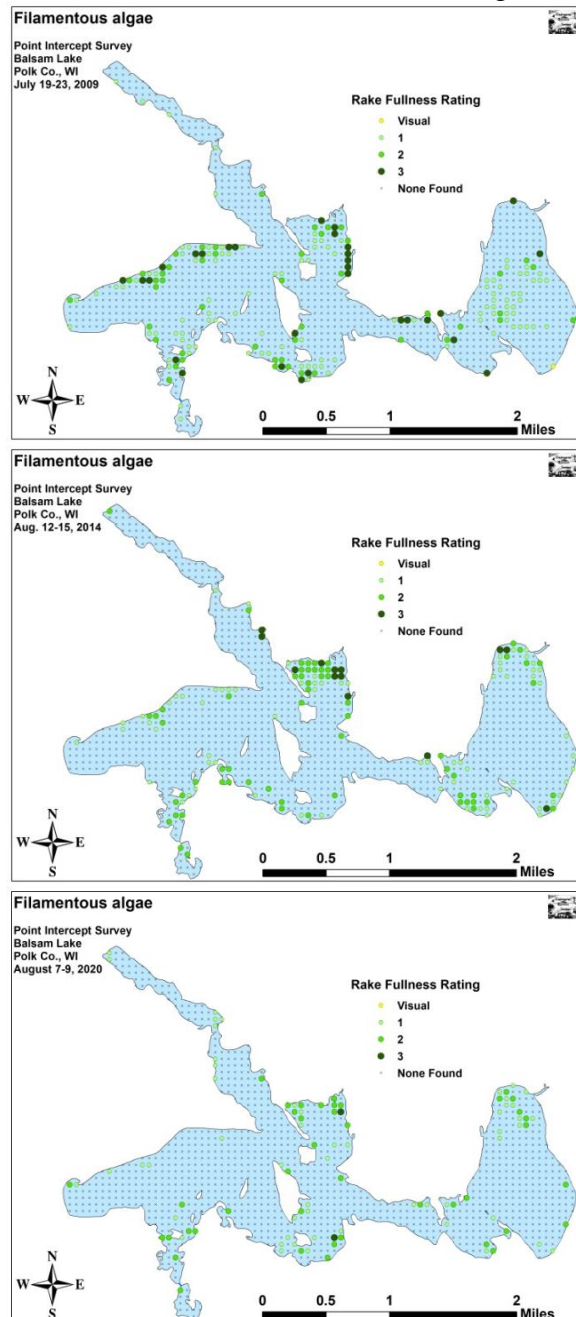 Filamentous algae
Point Intercept Survey
Balsam Lake
Polk Co., WI
July 19-23, 2009
Rake Fullness Rating
Visual
1
2
3
None Found
N
W E
S
0 0.5 1 2
Miles
Filamentous algae
Point Intercept Survey
Balsam Lake
Polk Co., WI
Aug. 12-15, 2014
Rake Fullness Rating
Visual
1
2
3
None Found
N
W E
S
0 0.5 1 2
Miles
Filamentous algae
Point Intercept Survey
Balsam Lake
Polk Co., WI
August 7-9, 2020
Rake Fullness Rating
Visual
1
2
3
None Found
N
W E
S
0 0.5 1 2
Miles